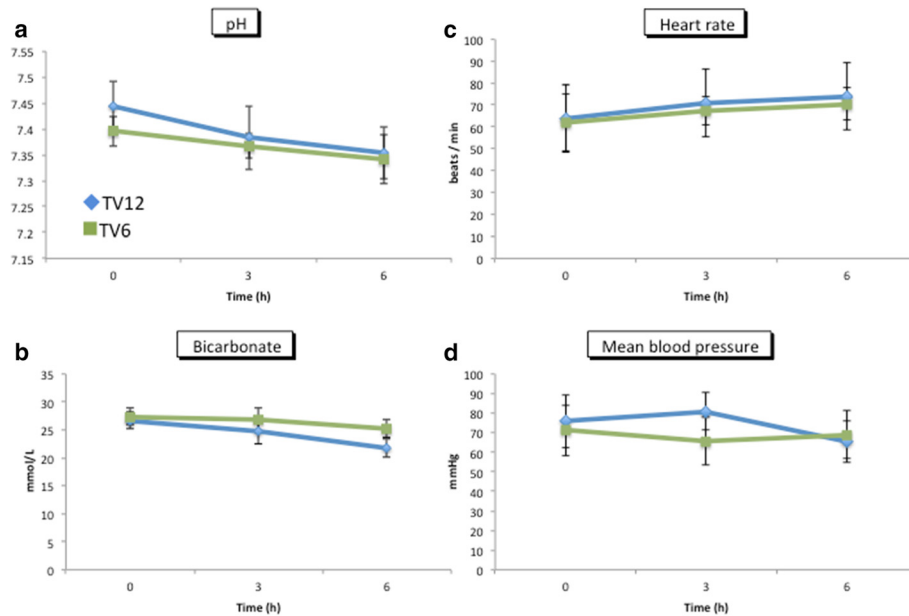 a
pH
7.55
7.5
7.45
7.4
7.35
7.3
7.25
7.2
7.15
TV12
TV6
0 3 6
Time (h)
c
Heart rate
beats / min
100
90
80
70
60
50
40
30
20
10
0
0 3 6
Time (h)
b
Bicarbonate
mmol/L
35
30
25
20
15
10
5
0
0 3 6
Time (h)
d
Mean blood pressure
mmHg
100
90
80
70
60
50
40
30
20
10
0
0 3 6
Time (h)